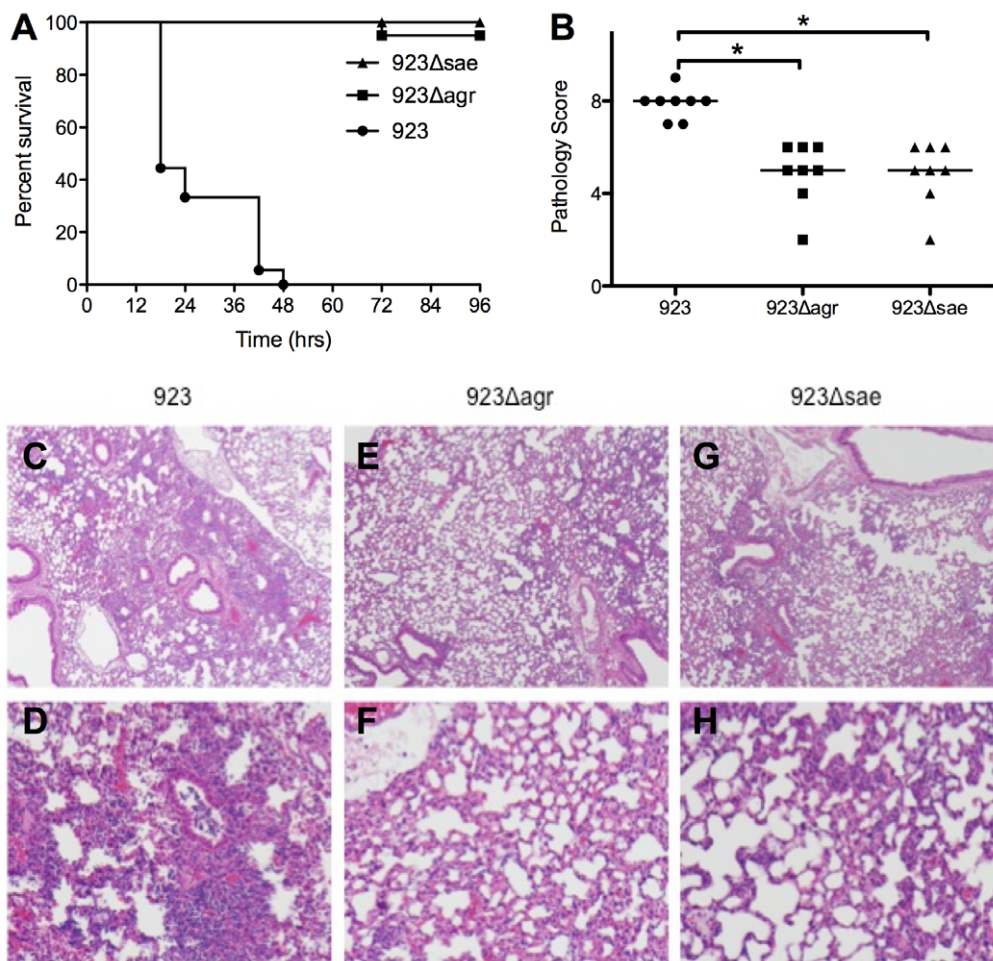 A
100
80
60
40
20
0
Percent survival
0 12 24 36 48 60 72 84 96
Time (hrs)
923Δsae
923Δagr
923
B
*
*
8
4
0
Pathology Score
923 923Δagr 923Δsae
923 923Δagr 923Δsae
C E G
D F H